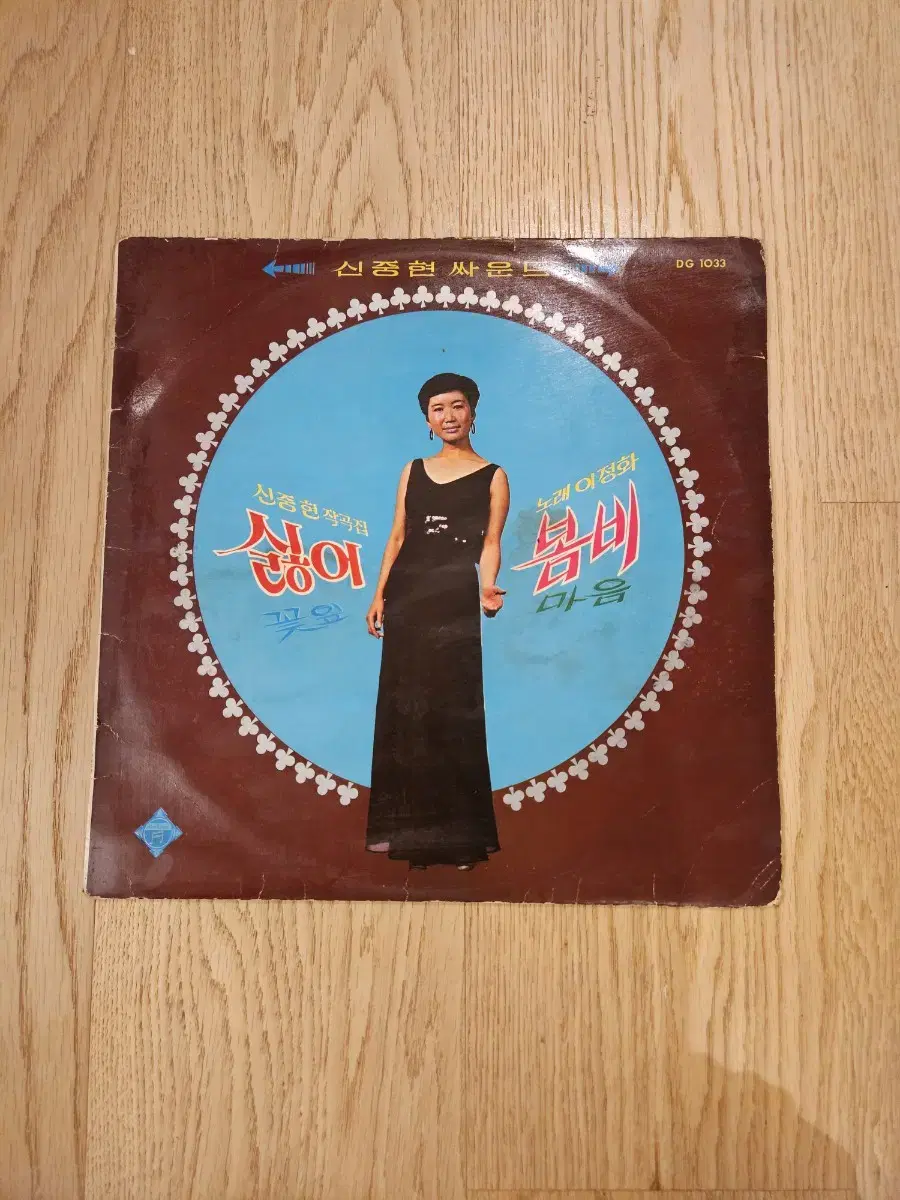 신중현 싸운드
DG 1033
신중현 작곡집
싫어
꽃잎
노래 이정화
봄비
마음